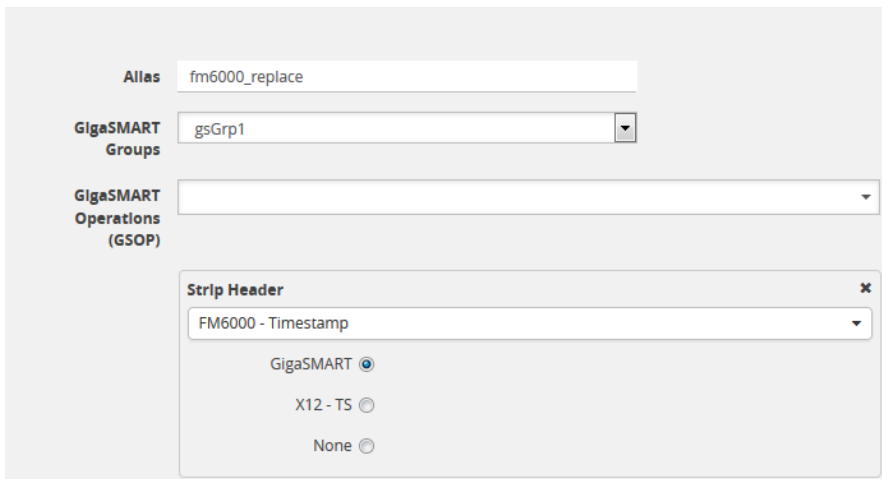 Alias fm6000_replace
GigaSMART gsGrp1
Groups
GigaSMART
Operations
(GSOP)
Strip Header
FM6000 - Timestamp
GigaSMART
X12 - TS
None